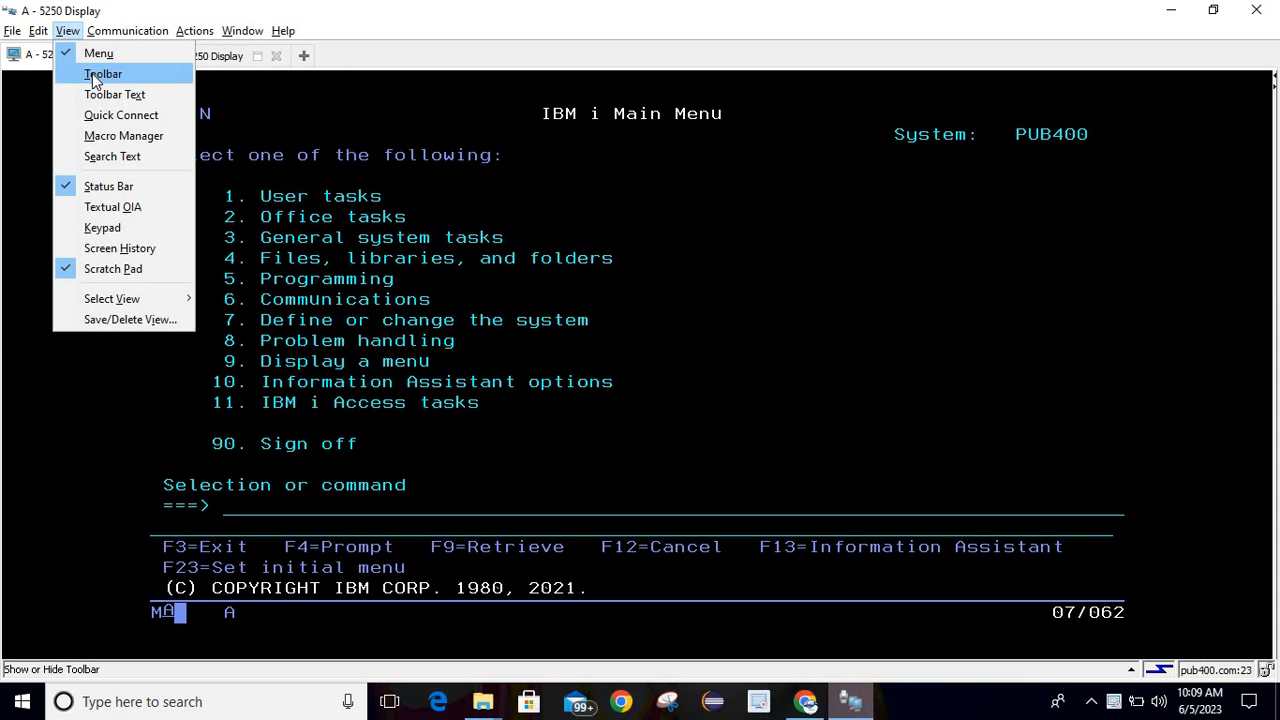 A - 5250 Display
File Edit View Communication Actions Window Help
A - 52 250 Display
Menu
Toolbar
Toolbar Text
Quick Connect
Macro Manager
Search Text
Status Bar
Textual OIA
Keypad
Screen History
Scratch Pad
Select View
Save/Delete View...
N IBM i Main Menu
System: PUB400
ect one of the following:
1. User tasks
2. Office tasks
3. General system tasks
4. Files, libraries, and folders
5. Programming
6. Communications
7. Define or change the system
8. Problem handling
9. Display a menu
10. Information Assistant options
11. IBM i Access tasks
90. Sign off
Selection or command
===>
F3=Exit F4=Prompt F9=Retrieve F12=Cancel F13=Information Assistant
F23=Set initial menu
(C) COPYRIGHT IBM CORP. 1980, 2021.
MA A 07/062
Show or Hide Toolbar pub400.com:23
Type here to search 99+ 10:09 AM
6/5/2023